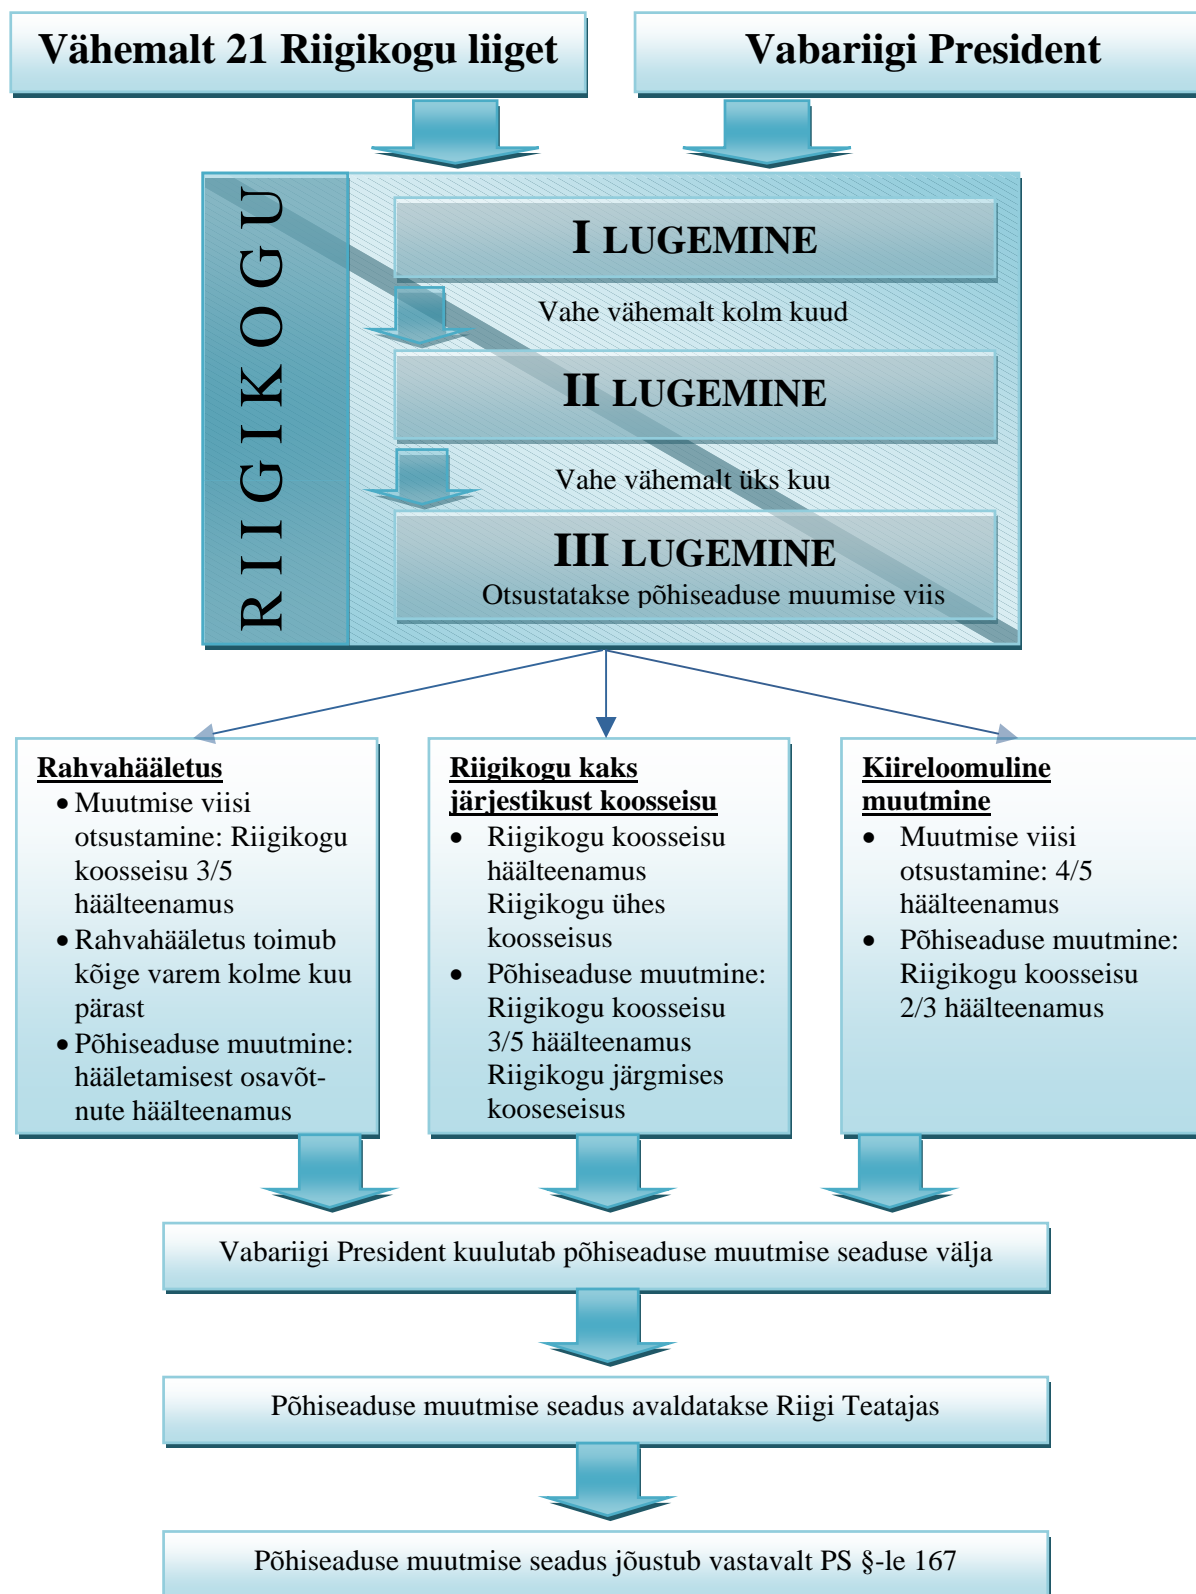 Vähemalt 21 Riigikogu liiget
Vabariigi President
RIIGIKOGU
I LUGEMINE
Vahe vähemalt kolm kuud
II LUGEMINE
Vahe vähemalt üks kuu
III LUGEMINE
Otsustatakse põhiseaduse muumise viis
Rahvahääletus
• Muutmise viisi
otsustamine: Riigikogu
koosseisu 3/5
häälteenamus
• Rahvahääletus toimub
kõige varem kolme kuu
pärast
• Põhiseaduse muutmine:
hääletamisest osavõt-
nute häälteenamus
Riigikogu kaks
järjestikust koosseisu
• Riigikogu koosseisu
häälteenamus
Riigikogu ühes
koosseisus
• Põhiseaduse muutmine:
Riigikogu koosseisu
3/5 häälteenamus
Riigikogu järgmises
kooseseisus
Kiireloomuline
muutmine
• Muutmise viisi
otsustamine: 4/5
häälteenamus
• Põhiseaduse muutmine:
Riigikogu koosseisu
2/3 häälteenamus
Vabariigi President kuulutab põhiseaduse muutmise seaduse välja
Põhiseaduse muutmise seadus avaldatakse Riigi Teatajas
Põhiseaduse muutmise seadus jõustub vastavalt PS §-le 167